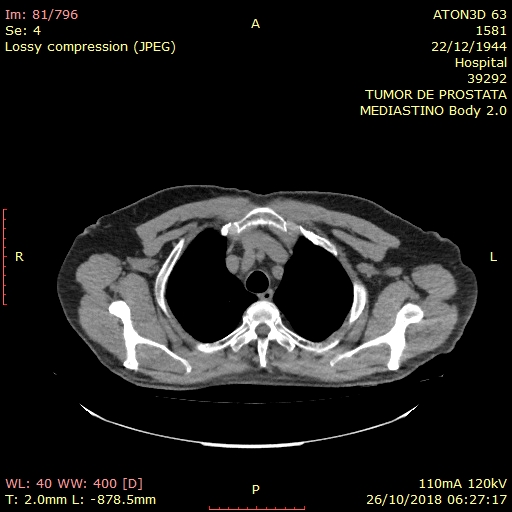 Im: 81/796
Se: 4
Lossy compression (JPEG)
A
ATON3D 63
1581
22/12/1944
Hospital
39292
TUMOR DE PROSTATA
MEDIASTINO Body 2.0
R
L
WL: 40 WW: 400 [D]
T: 2.0mm L: -878.5mm
P
110mA 120kV
26/10/2018 06:27:17